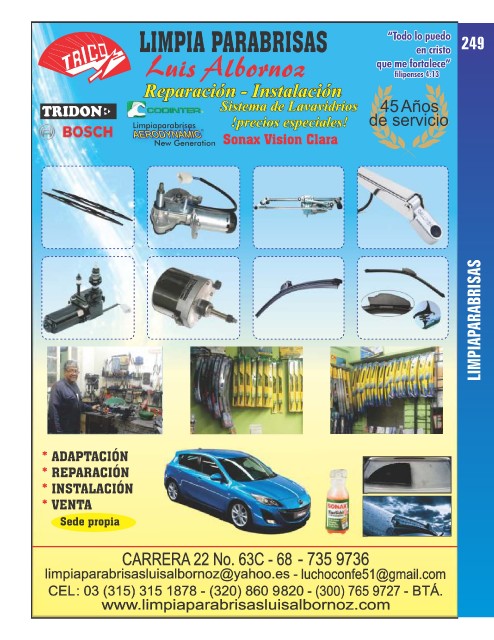 TRICO
LIMPIA PARABRISAS
Luis Albornoz
Reparación - Instalación
Sistema de Lavavidrios
¡precios especiales!
Sonax Vision Clara
"Todo lo puedo
en cristo
que me fortalece"
filipenses 4:13
249
45 Años
de servicio
TRIDON
BOSCH
COOINTER
Limpiaparabrises
AERODYNAMIC
New Generation
LIMPIAPARABRISAS
* ADAPTACIÓN
* REPARACIÓN
* INSTALACIÓN
* VENTA
Sede propia
SONAX
CARRERA 22 No. 63C - 68 - 735 9736
limpiaparabrisasluisalbornoz@yahoo.es - luchoconfe51@gmail.com
CEL: 03 (315) 315 1878 - (320) 860 9820 - (300) 765 9727 - BTÁ.
www.limpiaparabrisasluisalbornoz.com